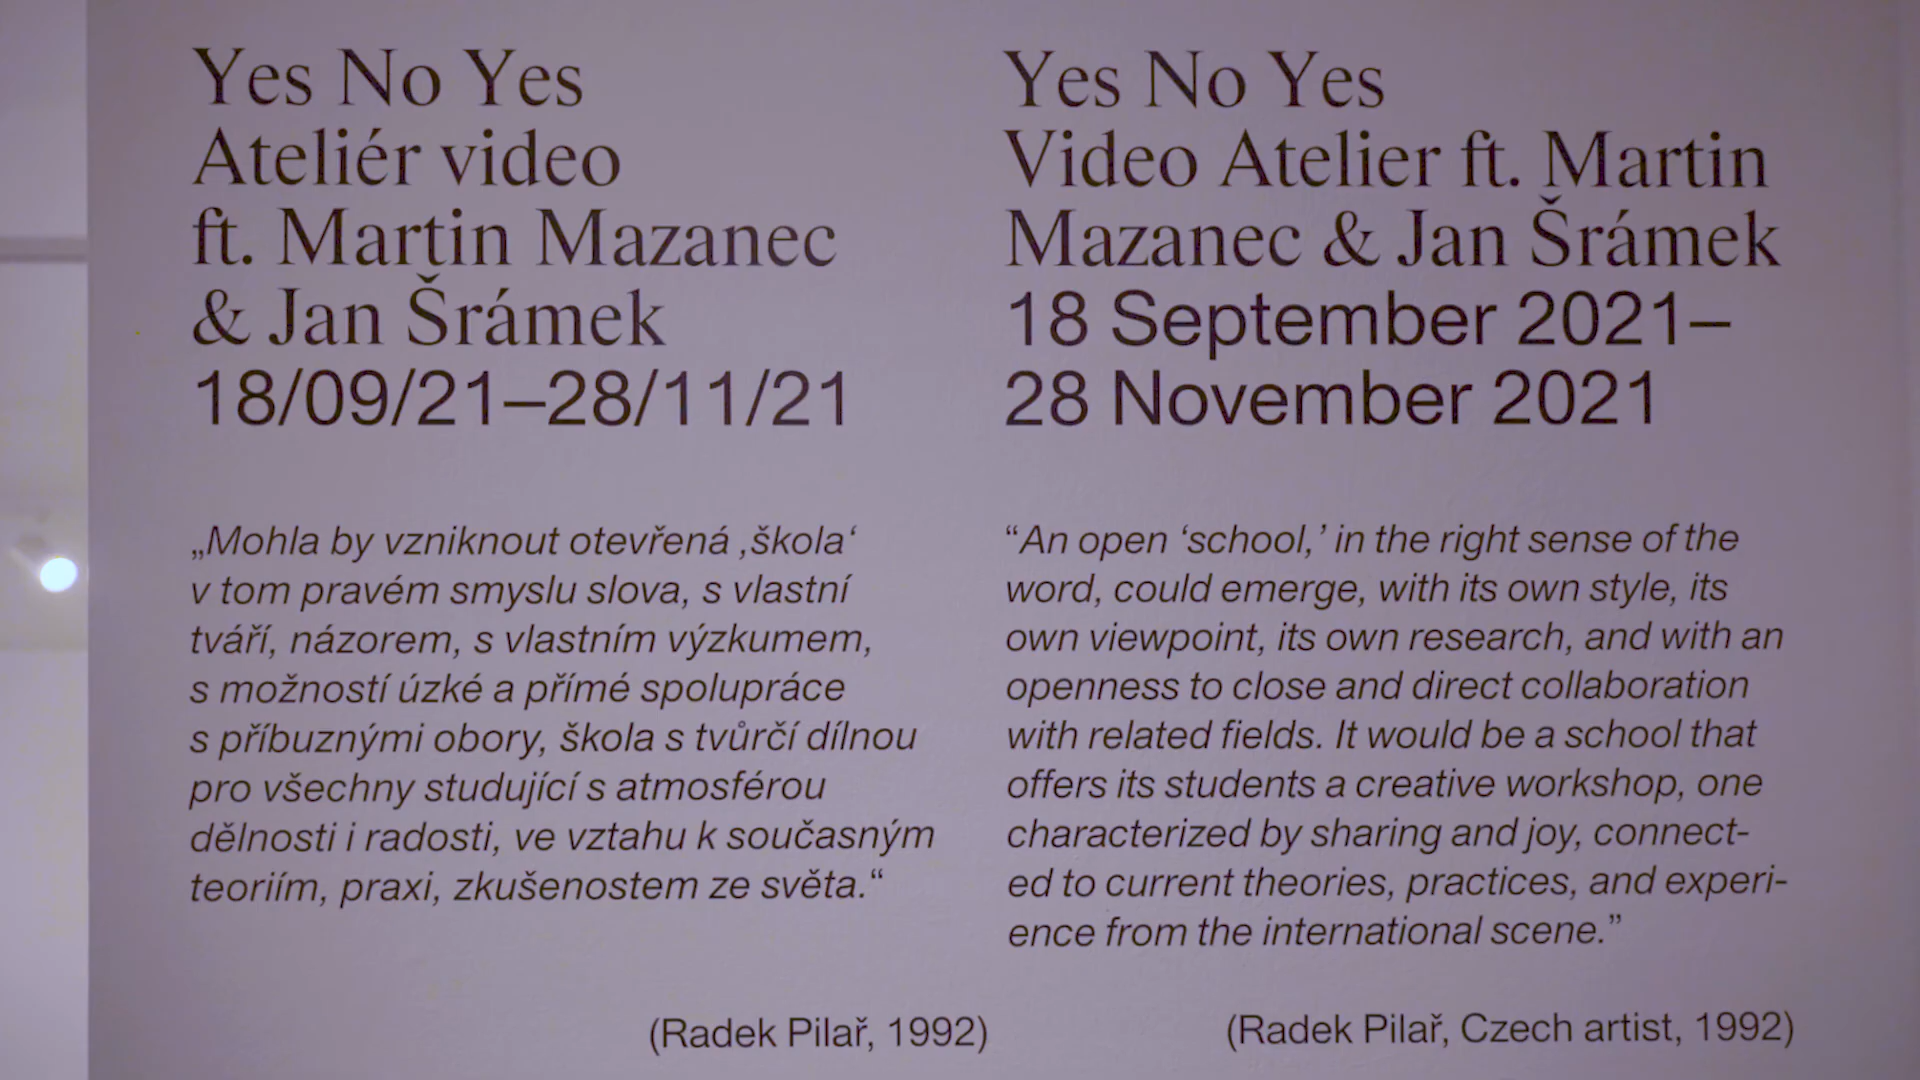 Yes No Yes
Ateliér video
ft. Martin Mazanec
& Jan Šrámek
18/09/21–28/11/21
„Mohla by vzniknout otevřená ‚škola‘
v tom pravém smyslu slova, s vlastní
tváří, názorem, s vlastním výzkumem,
s možností úzké a přímé spolupráce
s příbuznými obory, škola s tvůrčí dílnou
pro všechny studující s atmosférou
dělnosti i radosti, ve vztahu k současným
teoriím, praxi, zkušenostem ze světa.“
(Radek Pilař, 1992)
Yes No Yes
Video Atelier ft. Martin
Mazanec & Jan Šrámek
18 September 2021–
28 November 2021
“An open ‘school,’ in the right sense of the
word, could emerge, with its own style, its
own viewpoint, its own research, and with an
openness to close and direct collaboration
with related fields. It would be a school that
offers its students a creative workshop, one
characterized by sharing and joy, connect-
ed to current theories, practices, and experi-
ence from the international scene.”
(Radek Pilař, Czech artist, 1992)